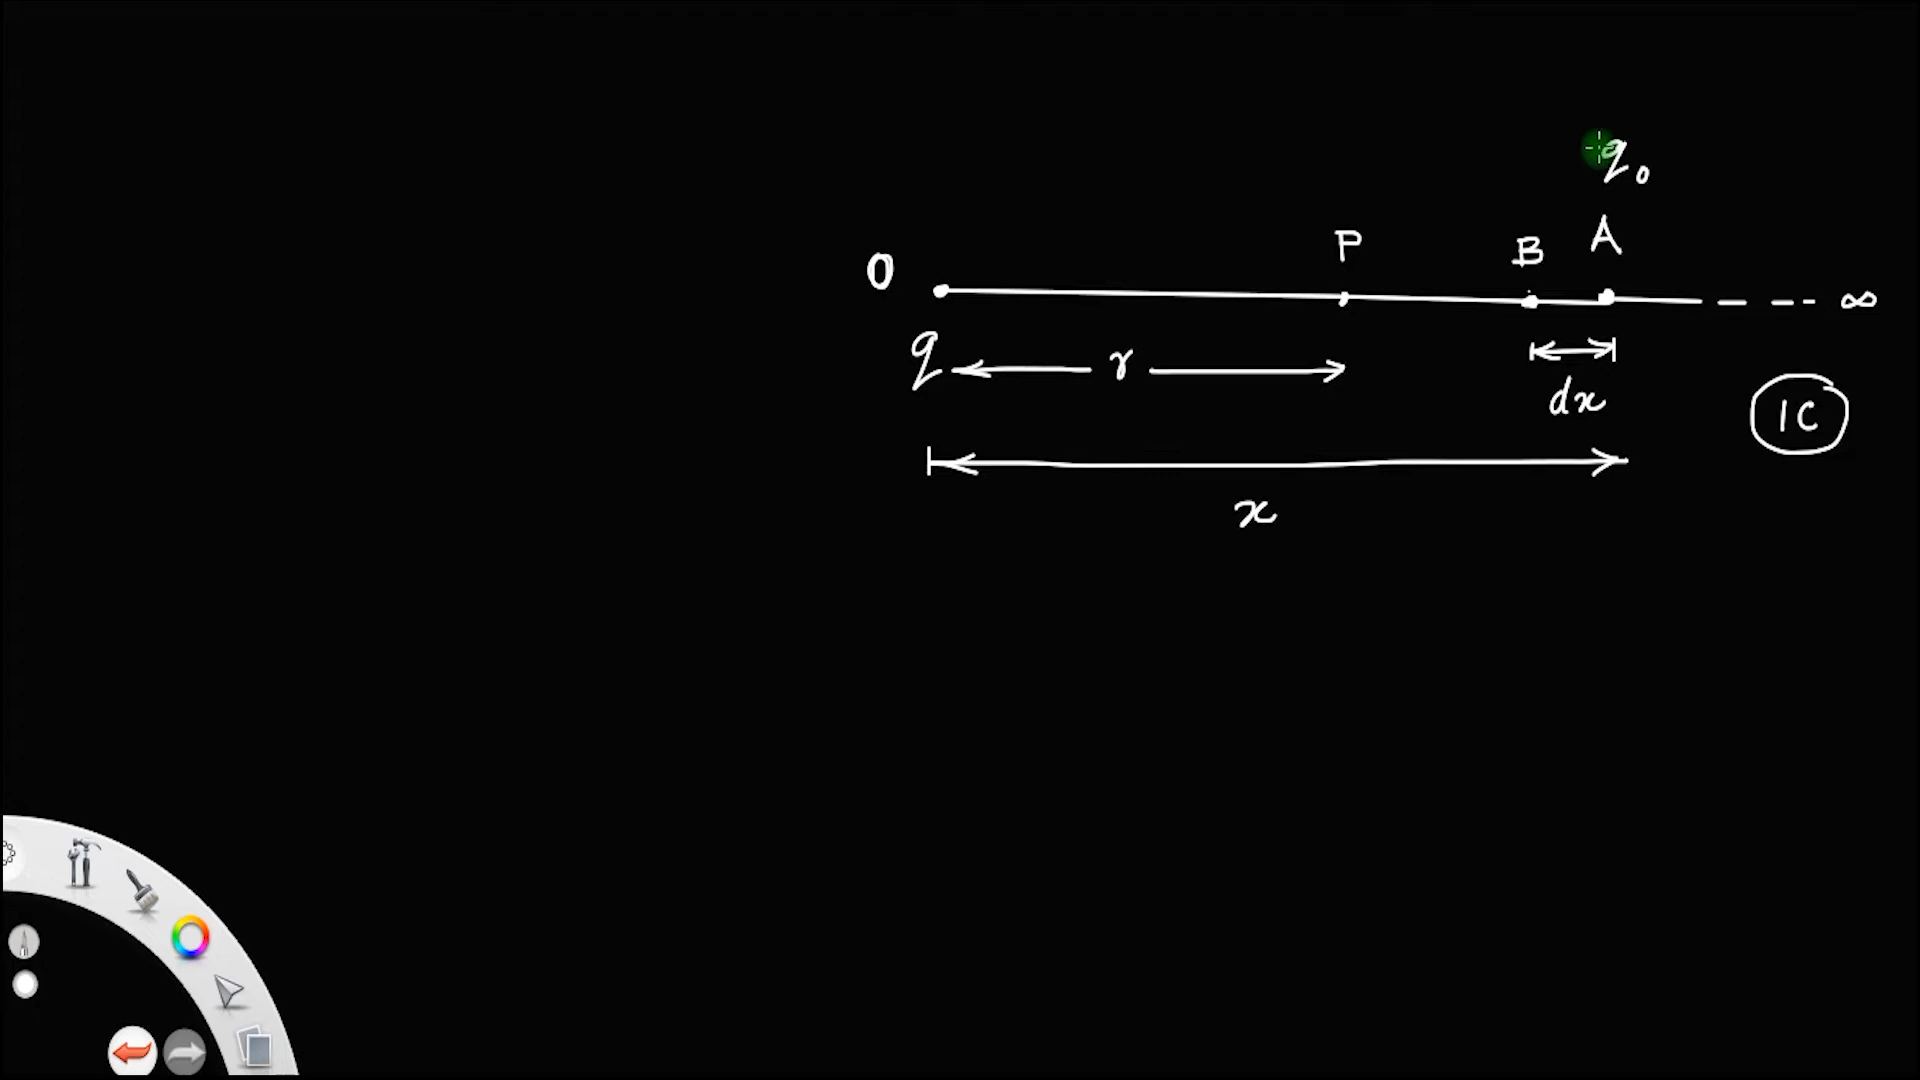 q₀
O P B A ∞
q r dx
1C
x